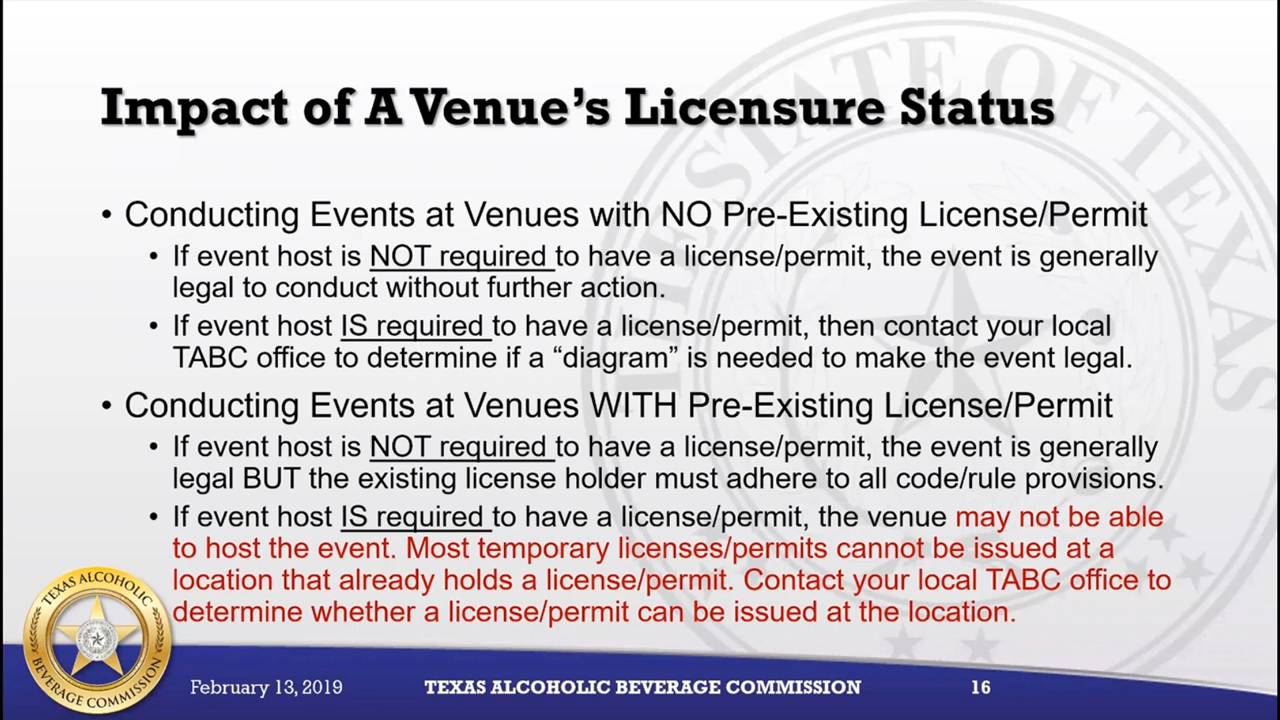 Impact of A Venue's Licensure Status
• Conducting Events at Venues with NO Pre-Existing License/Permit
• If event host is NOT required to have a license/permit, the event is generally
legal to conduct without further action.
• If event host IS required to have a license/permit, then contact your local
TABC office to determine if a “diagram” is needed to make the event legal.
• Conducting Events at Venues WITH Pre-Existing License/Permit
• If event host is NOT required to have a license/permit, the event is generally
legal BUT the existing license holder must adhere to all code/rule provisions.
• If event host IS required to have a license/permit, the venue may not be able
to host the event. Most temporary licenses/permits cannot be issued at a
location that already holds a license/permit. Contact your local TABC office to
determine whether a license/permit can be issued at the location.
THE STATE OF TEXAS
TEXAS ALCOHOLIC
BEVERAGE COMMISSION
February 13, 2019
TEXAS ALCOHOLIC BEVERAGE COMMISSION
16